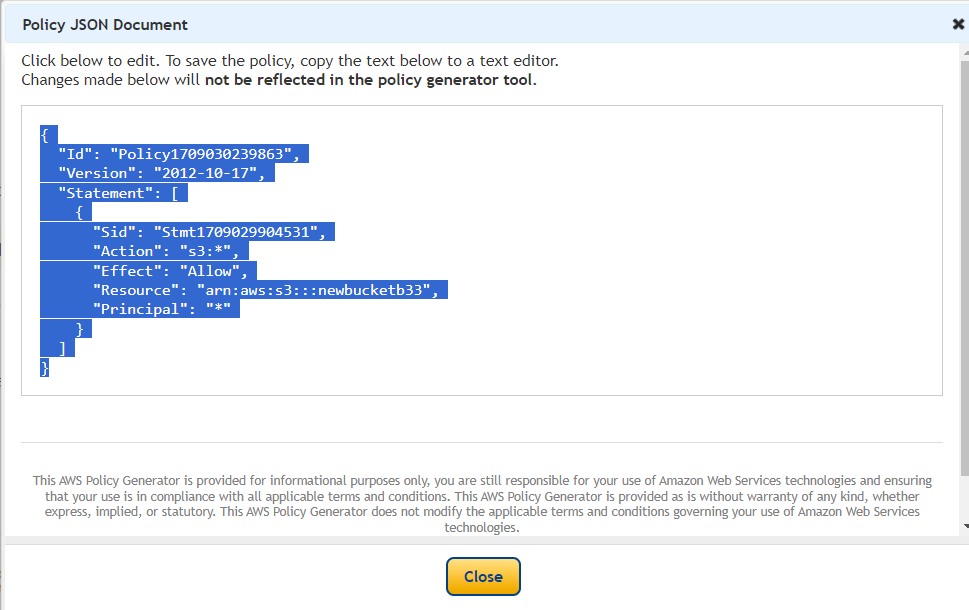 Policy JSON Document
Click below to edit. To save the policy, copy the text below to a text editor.
Changes made below will not be reflected in the policy generator tool.
{
"Id": "Policy1709030239863",
"Version": "2012-10-17",
"Statement": [
{
"Sid": "Stmt1709029904531",
"Action": "s3:*",
"Effect": "Allow",
"Resource": "arn:aws:s3:::newbucketb33",
"Principal": "*"
}
]
}
This AWS Policy Generator is provided for informational purposes only, you are still responsible for your use of Amazon Web Services technologies and ensuring
that your use is in compliance with all applicable terms and conditions. This AWS Policy Generator is provided as is without warranty of any kind, whether
express, implied, or statutory. This AWS Policy Generator does not modify the applicable terms and conditions governing your use of Amazon Web Services
technologies.
Close